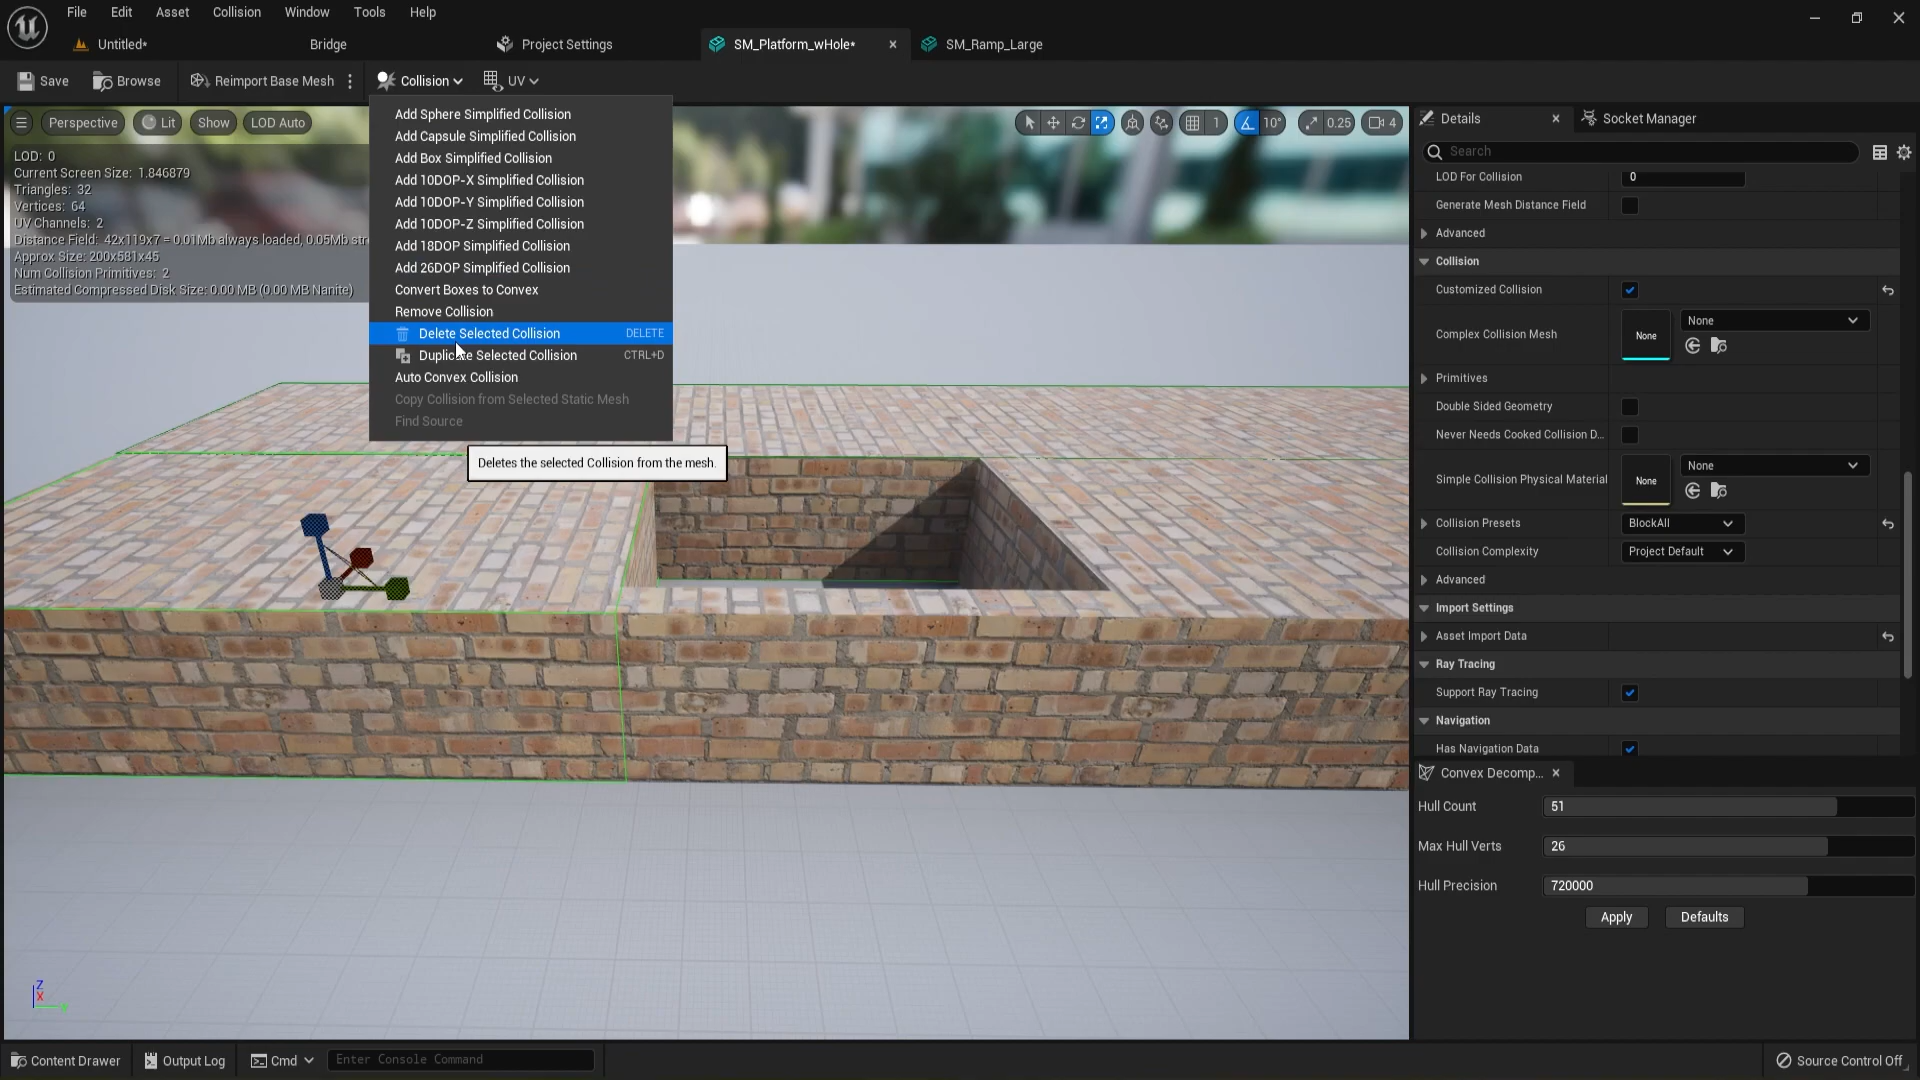 File Edit Asset Collision Window Tools Help
Untitled* Bridge Project Settings SM_Platform_wHole* SM_Ramp_Large
Save Browse Reimport Base Mesh Collision UV
Perspective Lit Show LOD Auto
1 10° 0.25 4
LOD: 0
Current Screen Size: 1.846879
Triangles: 32
Vertices: 64
UV Channels: 2
Distance Field: 42x119x7 = 0.01Mb always loaded, 0.05Mb str
Approx Size: 200x581x45
Num Collision Primitives: 2
Estimated Compressed Disk Size: 0.00 MB (0.00 MB Nanite)
Add Sphere Simplified Collision
Add Capsule Simplified Collision
Add Box Simplified Collision
Add 10DOP-X Simplified Collision
Add 10DOP-Y Simplified Collision
Add 10DOP-Z Simplified Collision
Add 18DOP Simplified Collision
Add 26DOP Simplified Collision
Convert Boxes to Convex
Remove Collision
Delete Selected Collision DELETE
Duplicate Selected Collision CTRL+D
Auto Convex Collision
Copy Collision from Selected Static Mesh
Find Source
Deletes the selected Collision from the mesh.
Z
X
Details Socket Manager
Search
LOD For Collision 0
Generate Mesh Distance Field
Advanced
Collision
Customized Collision
Complex Collision Mesh None None
Primitives
Double Sided Geometry
Never Needs Cooked Collision D...
Simple Collision Physical Material None None
Collision Presets BlockAll
Collision Complexity Project Default
Advanced
Import Settings
Asset Import Data
Ray Tracing
Support Ray Tracing
Navigation
Has Navigation Data
Convex Decomp...
Hull Count 51
Max Hull Verts 26
Hull Precision 720000
Apply Defaults
Content Drawer Output Log Cmd Enter Console Command Source Control Off